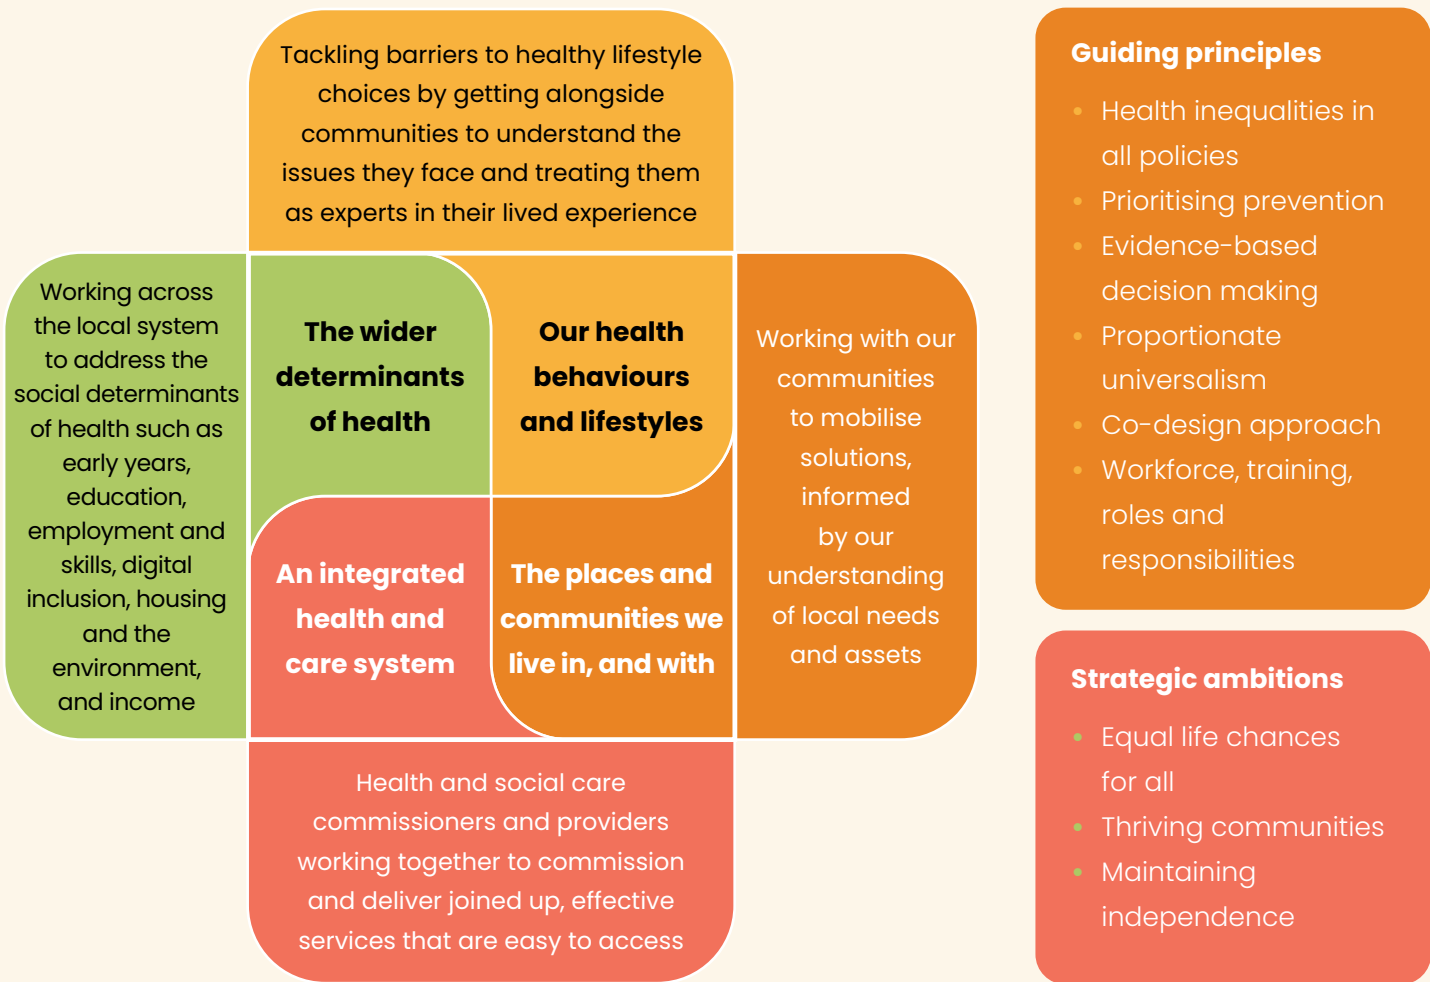 Tackling barriers to healthy lifestyle
choices by getting alongside
communities to understand the
issues they face and treating them
as experts in their lived experience
Working across
the local system
to address the
social determinants
of health such as
early years,
education,
employment and
skills, digital
inclusion, housing
and the
environment,
and income
The wider
determinants
of health
Our health
behaviours
and lifestyles
An integrated
health and
care system
The places and
communities we
live in, and with
Working with our
communities
to mobilise
solutions,
informed
by our
understanding
of local needs
and assets
Health and social care
commissioners and providers
working together to commission
and deliver joined up, effective
services that are easy to access
Guiding principles
• Health inequalities in
all policies
• Prioritising prevention
• Evidence-based
decision making
• Proportionate
universalism
• Co-design approach
• Workforce, training,
roles and
responsibilities
Strategic ambitions
• Equal life chances
for all
• Thriving communities
• Maintaining
independence